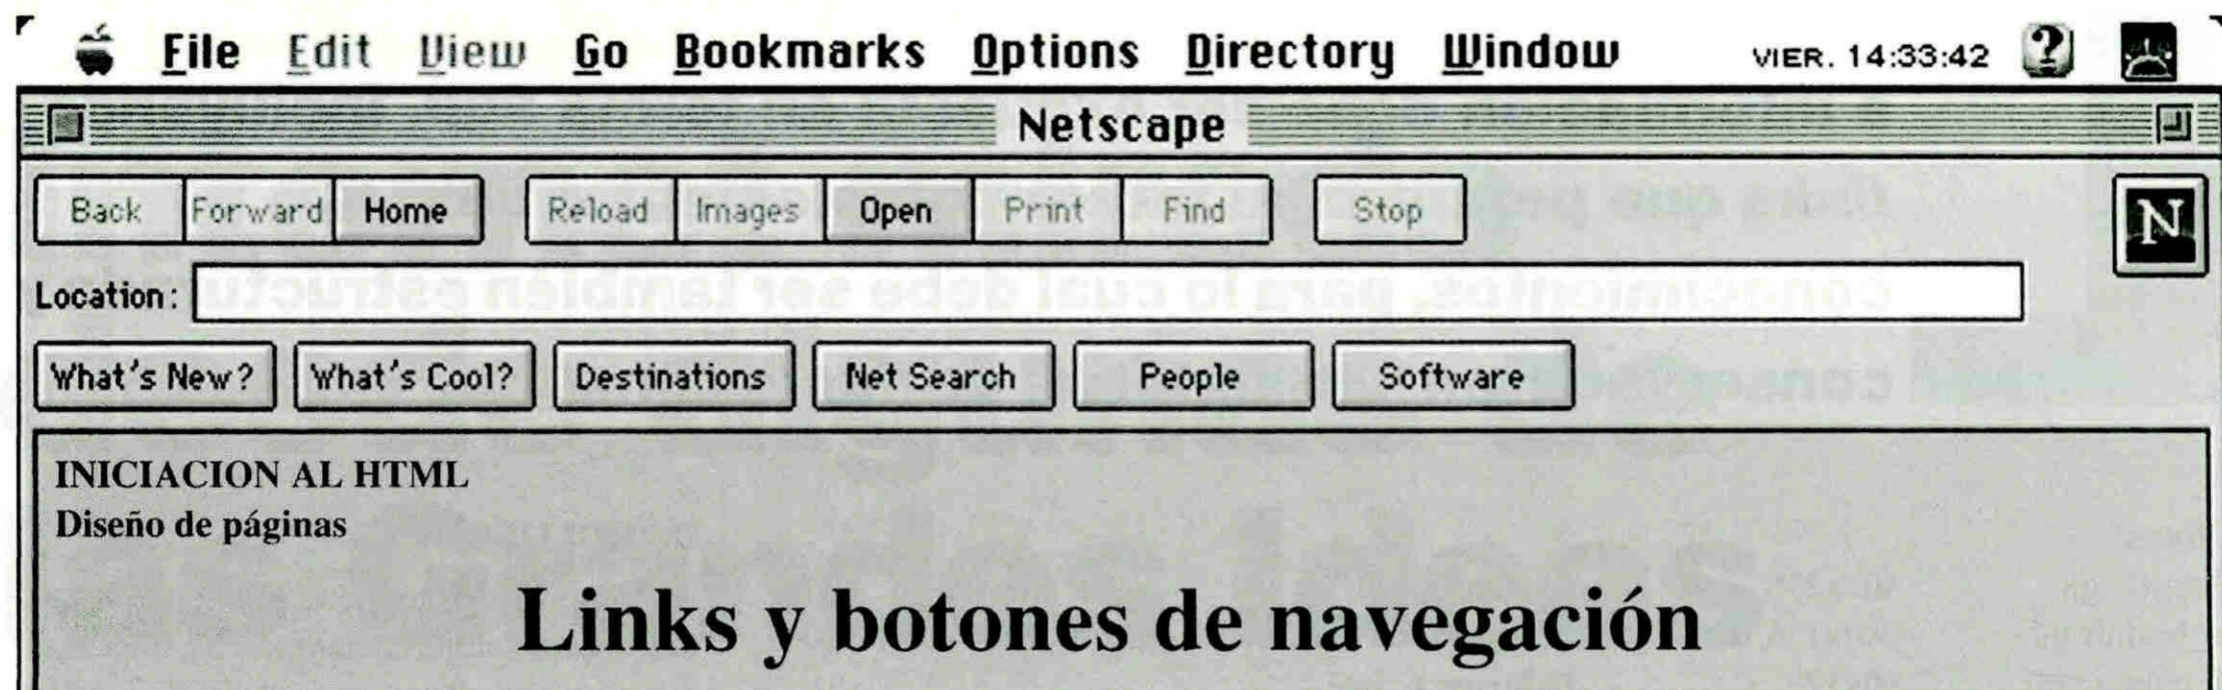 File Edit View Go Bookmarks Options Directory Window VIER. 14:33:42 ?
Netscape
Back Forward Home Reload Images Open Print Find Stop N
Location:
What's New? What's Cool? Destinations Net Search People Software
INICIACION AL HTML
Diseño de páginas
Links y botones de navegación